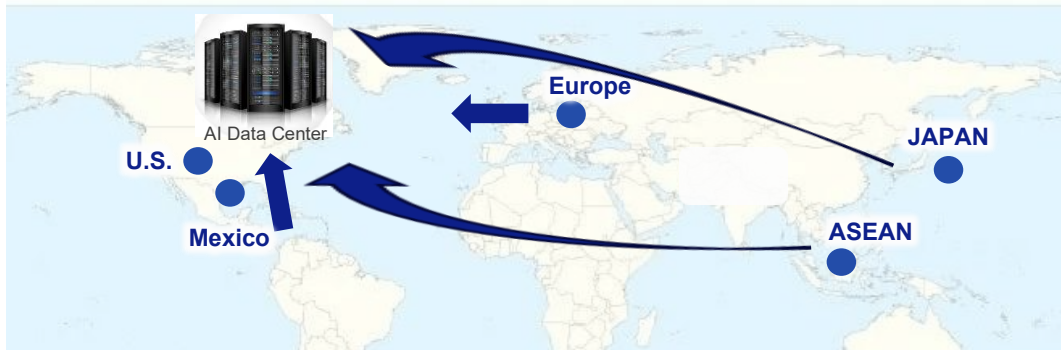 AI Data Center
Europe
U.S.
JAPAN
Mexico
ASEAN